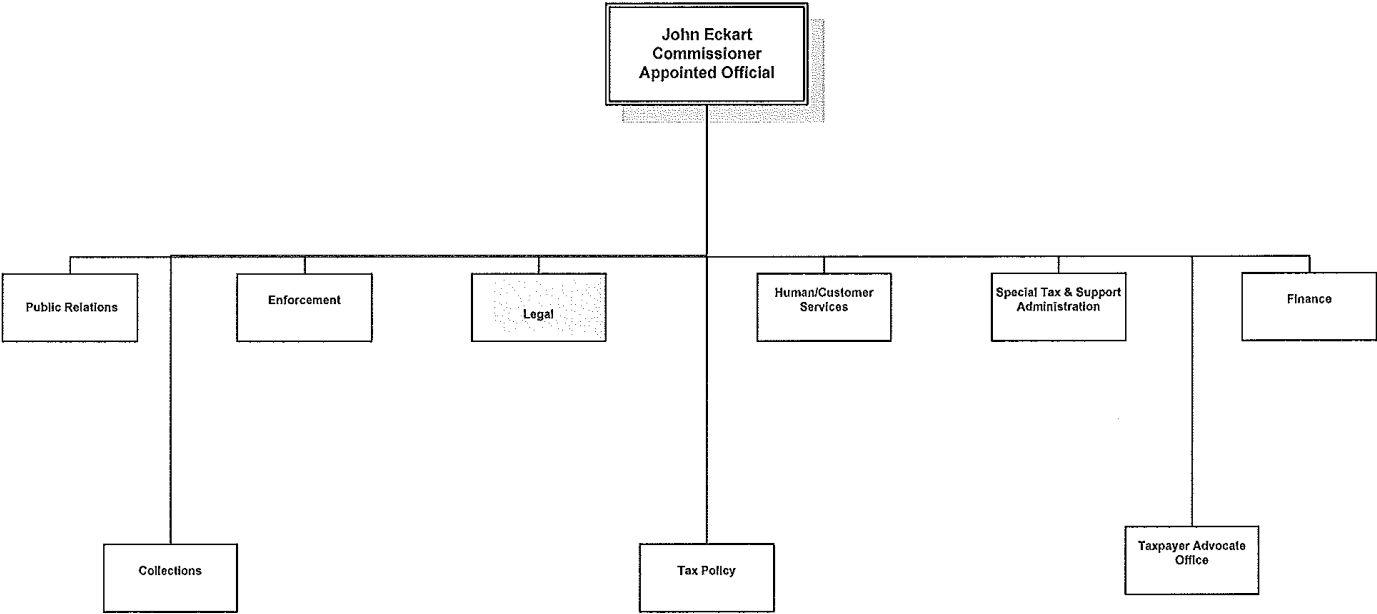 John Eckart
Commissioner
Appointed Official
Public Relations
Enforcement
Legal
Human/Customer
Services
Special Tax & Support
Administration
Finance
Collections
Tax Policy
Taxpayer Advocate
Office